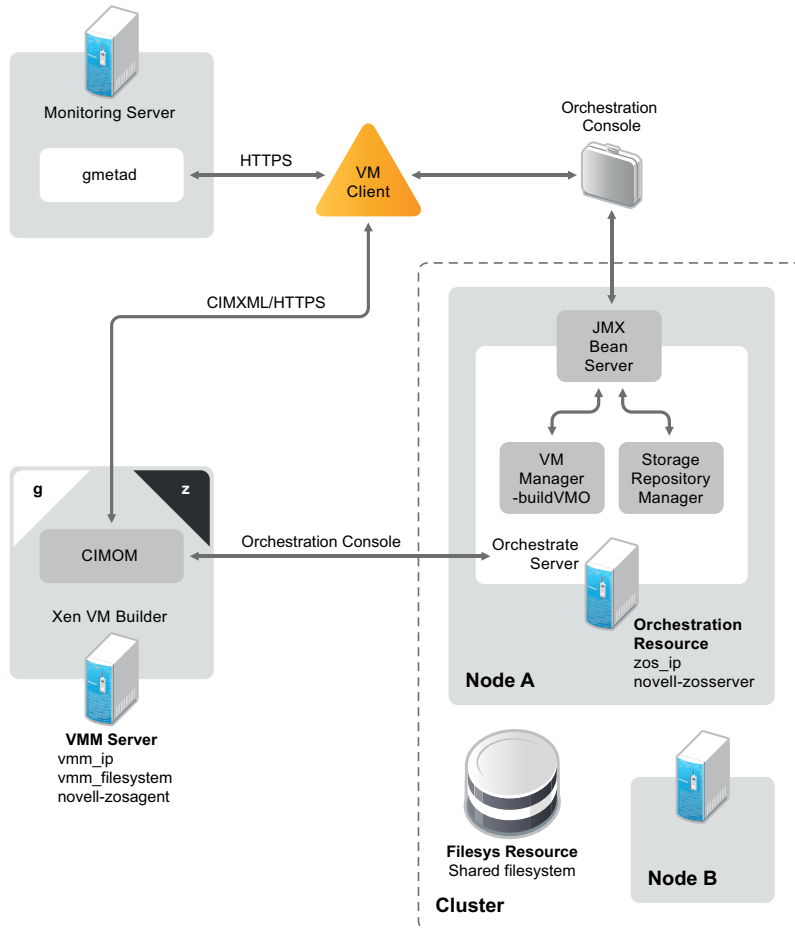 Monitoring Server
gmetad
HTTPS
VM
Client
Orchestration
Console
CIMXML/HTTPS
JMX
Bean
Server
VM
Manager
-buildVMO
Storage
Repository
Manager
g
z
CIMOM
Orchestration Console
Orchestrate
Server
Xen VM Builder
Orchestration
Resource
zos_ip
novell-zosserver
Node A
VMM Server
vmm_ip
vmm_filesystem
novell-zosagent
Filesys Resource
Shared filesystem
Node B
Cluster